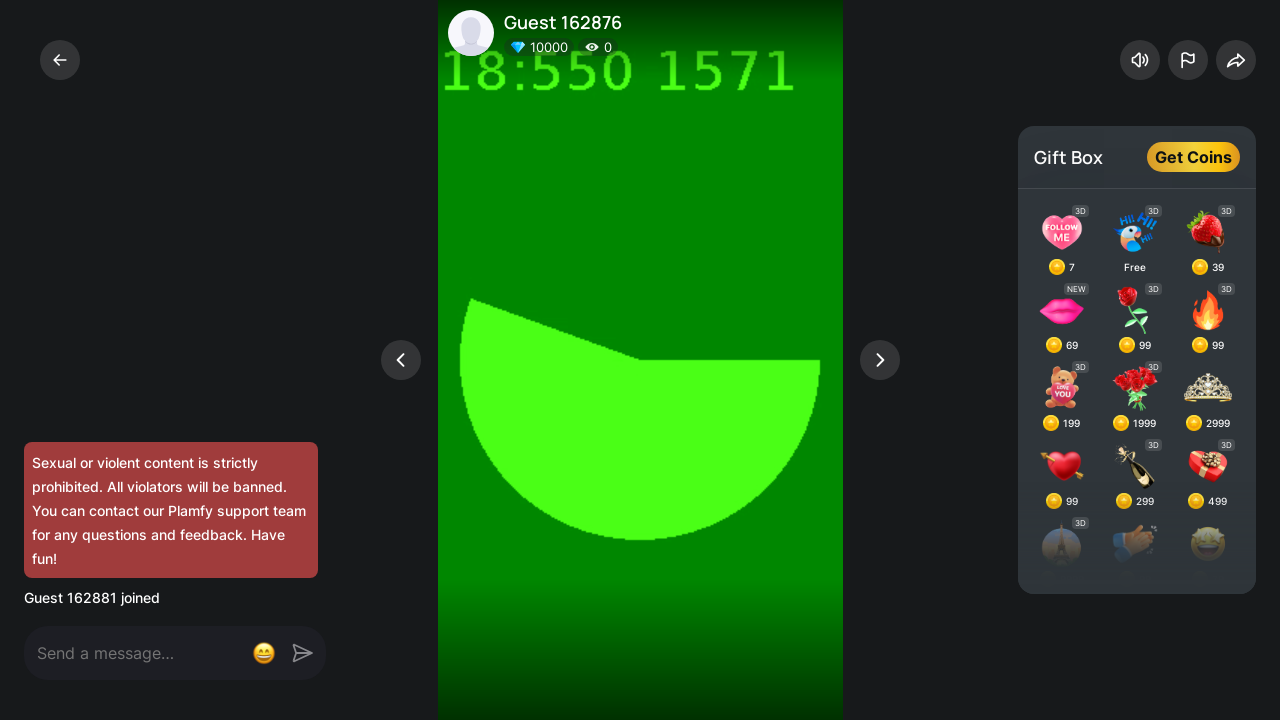 Guest 162876
10000
0
18:550 1571
Gift Box
Get Coins
3D
3D
3D
FOLLOW
ME
Hi! Hi!
Hi!
7
Free
39
NEW
3D
3D
69
99
99
3D
3D
LOVE
YOU
199
1999
2999
3D
3D
99
299
499
3D
Sexual or violent content is strictly
prohibited. All violators will be banned.
You can contact our Plamfy support team
for any questions and feedback. Have
fun!
Guest 162881 joined
Send a message...